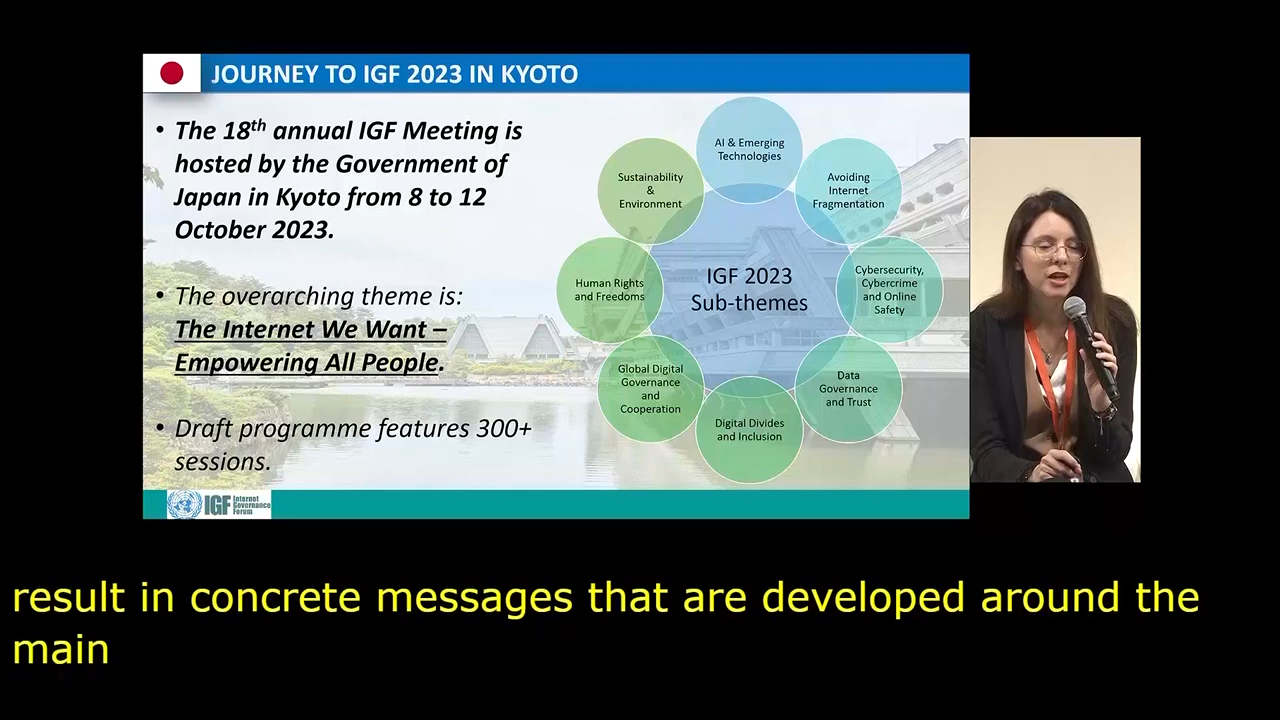 JOURNEY TO IGF 2023 IN KYOTO
• The 18th annual IGF Meeting is
hosted by the Government of
Japan in Kyoto from 8 to 12
October 2023.
• The overarching theme is:
The Internet We Want –
Empowering All People.
• Draft programme features 300+
sessions.
IGF 2023
Sub-themes
AI & Emerging
Technologies
Avoiding
Internet
Fragmentation
Cybersecurity,
Cybercrime
and Online
Safety
Data
Governance
and Trust
Digital Divides
and Inclusion
Global Digital
Governance
and
Cooperation
Human Rights
and Freedoms
Sustainability
&
Environment
IGF
Internet
Governance
Forum
result in concrete messages that are developed around the
main